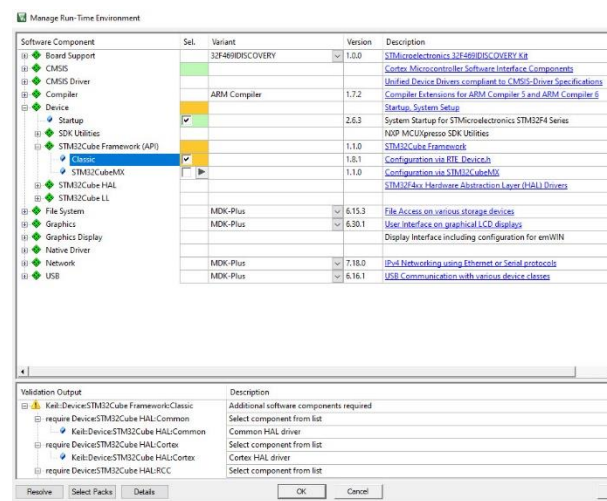 Manage Run-Time Environment
Software Component Sel. Variant Version Description
Board Support 32F469IDISCOVERY 1.0.0 STMicroelectronics 32F469IDISCOVERY Kit
CMSIS Cortex Microcontroller Software Interface Components
CMSIS Driver Unified Device Drivers compliant to CMSIS-Driver Specifications
Compiler ARM Compiler 1.7.2 Compiler Extensions for ARM Compiler 5 and ARM Compiler 6
Device Startup, System Setup
Startup 2.6.3 System Startup for STMicroelectronics STM32F4 Series
SDK Utilities NXP MCUXpresso SDK Utilities
STM32Cube Framework (API) 1.1.0 STM32Cube Framework
Classic 1.8.1 Configuration via RTE_Device.h
STM32CubeMX 1.1.0 Configuration via STM32CubeMX
STM32Cube HAL STM32F4xx Hardware Abstraction Layer (HAL) Drivers
STM32Cube LL
File System MDK-Plus 6.15.3 File Access on various storage devices
Graphics MDK-Plus 6.30.1 User Interface on graphical LCD displays
Graphics Display Display Interface including configuration for emWIN
Native Driver
Network MDK-Plus 7.18.0 IPv4 Networking using Ethernet or Serial protocols
USB MDK-Plus 6.16.1 USB Communication with various device classes
Validation Output Description
Keil::Device:STM32Cube Framework:Classic Additional software components required
require Device:STM32Cube HAL:Common Select component from list
Keil::Device:STM32Cube HAL:Common Common HAL driver
require Device:STM32Cube HAL:Cortex Select component from list
Keil::Device:STM32Cube HAL:Cortex Cortex HAL driver
require Device:STM32Cube HAL:RCC Select component from list
Resolve Select Packs Details OK Cancel